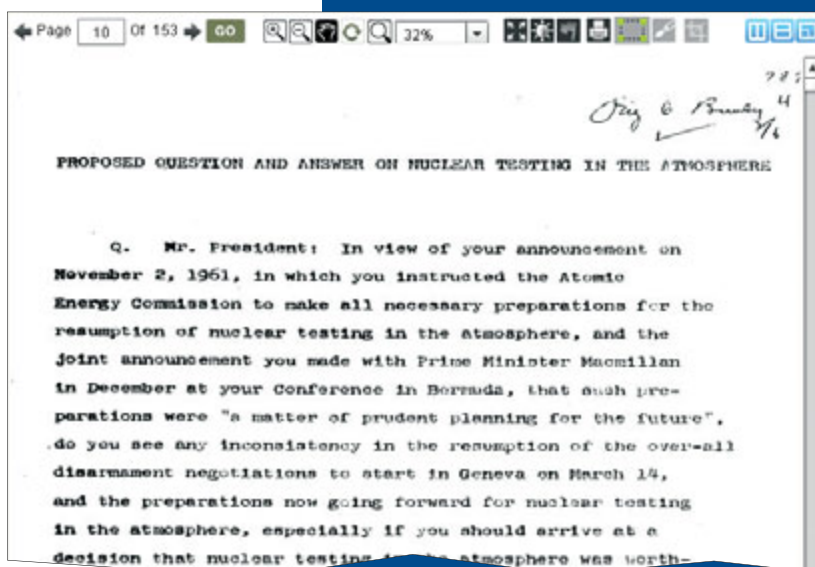 Page 10 Of 153 GO 32%
Orig
PROPOSED QUESTION AND ANSWER ON NUCLEAR TESTING IN THE ATMOSPHERE
Q. Mr. President: In view of your announcement on
November 2, 1961, in which you instructed the Atomic
Energy Commission to make all necessary preparations for the
resumption of nuclear testing in the atmosphere, and the
joint announcement you made with Prime Minister Macmillan
in December at your Conference in Bermuda, that such pre-
parations were "a matter of prudent planning for the future",
do you see any inconsistency in the resumption of the over-all
disarmament negotiations to start in Geneva on March 14,
and the preparations now going forward for nuclear testing
in the atmosphere, especially if you should arrive at a
decision that nuclear testing in the atmosphere was worth-